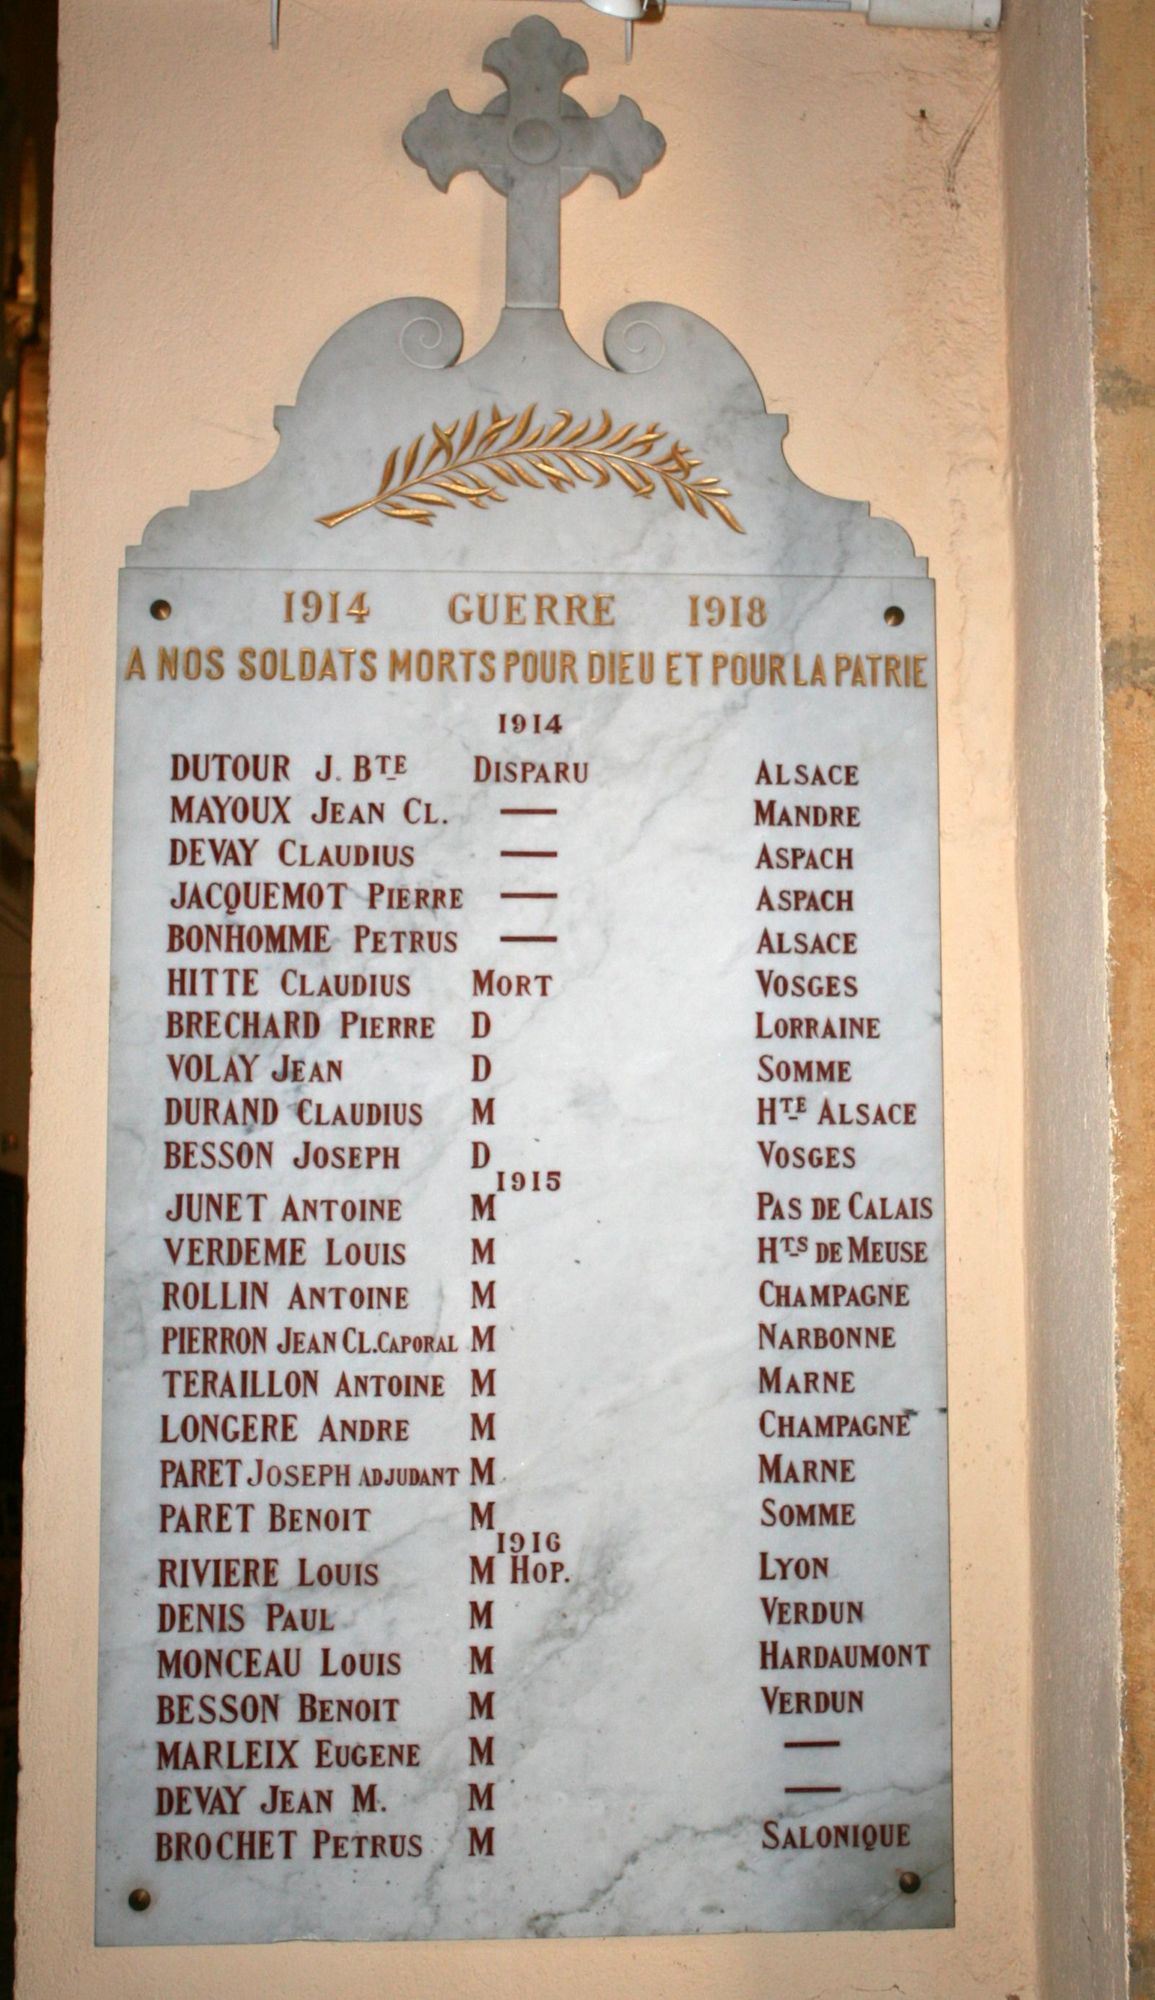 1914 GUERRE 1918
A NOS SOLDATS MORTS POUR DIEU ET POUR LA PATRIE
1914
DUTOUR J. BTE DISPARU ALSACE
MAYOUX JEAN CL. — MANDRE
DEVAY CLAUDIUS — ASPACH
JACQUEMOT PIERRE — ASPACH
BONHOMME PETRUS — ALSACE
HITTE CLAUDIUS MORT VOSGES
BRECHARD PIERRE D LORRAINE
VOLAY JEAN D SOMME
DURAND CLAUDIUS M HTE ALSACE
BESSON JOSEPH D VOSGES
1915
JUNET ANTOINE M PAS DE CALAIS
VERDEME LOUIS M HTS DE MEUSE
ROLLIN ANTOINE M CHAMPAGNE
PIERRON JEAN CL. CAPORAL M NARBONNE
TERAILLON ANTOINE M MARNE
LONGERE ANDRE M CHAMPAGNE
PARET JOSEPH ADJUDANT M MARNE
PARET BENOIT M SOMME
1916
RIVIERE LOUIS M HOP. LYON
DENIS PAUL M VERDUN
MONCEAU LOUIS M HARDAUMONT
BESSON BENOIT M VERDUN
MARLEIX EUGENE M —
DEVAY JEAN M. M —
BROCHET PETRUS M SALONIQUE